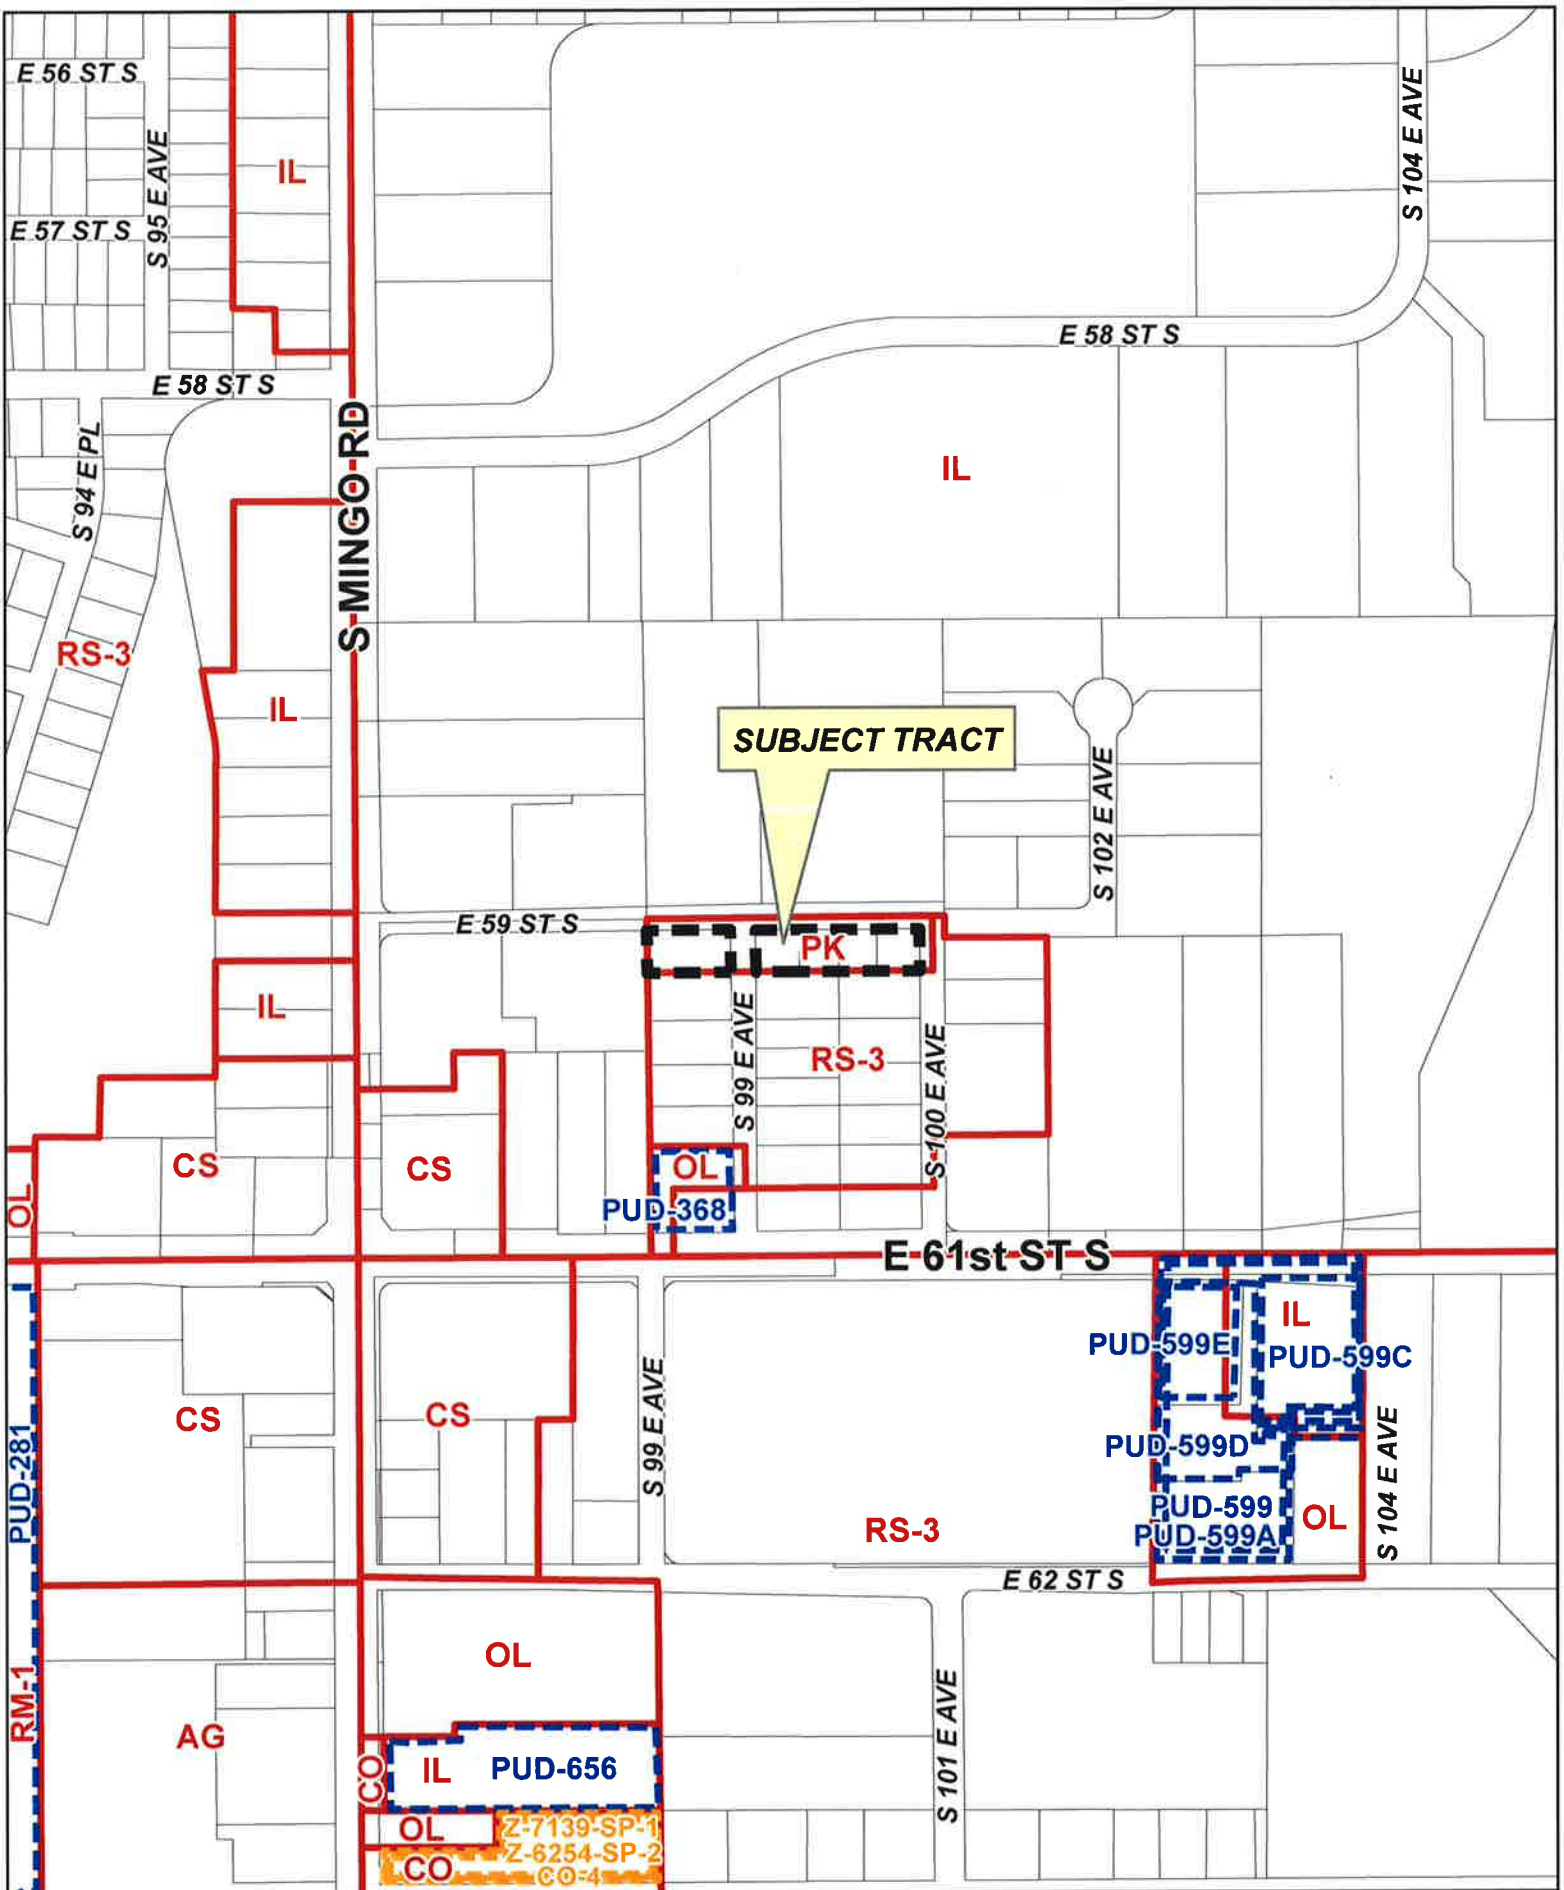 E 56 ST S
S 95 E AVE
IL
S 104 E AVE
E 57 ST S
E 58 ST S
E 58 ST S
S 94 E PL
S MINGO RD
IL
RS-3
IL
SUBJECT TRACT
S 102 E AVE
E 59 ST S
PK
IL
S 99 E AVE
RS-3
S 100 E AVE
CS
CS
OL
OL
PUD-368
E 61st ST S
IL
PUD-599E
PUD-599C
S 99 E AVE
CS
CS
PUD-281
PUD-599D
S 104 E AVE
PUD-599
PUD-599A
OL
RS-3
E 62 ST S
OL
RM-1
AG
S 101 E AVE
CO
IL
PUD-656
OL
Z-7139-SP-1
Z-6254-SP-2
CO
CO-4